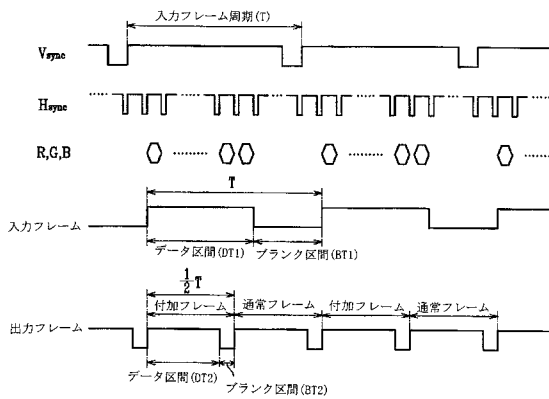 入力フレーム周期(T)
Vsync
Hsync
R,G,B
T
入力フレーム
データ区間(DT1) ブランク区間(BT1)
1/2 T
付加フレーム 通常フレーム 付加フレーム 通常フレーム
出力フレーム
データ区間(DT2)
ブランク区間(BT2)